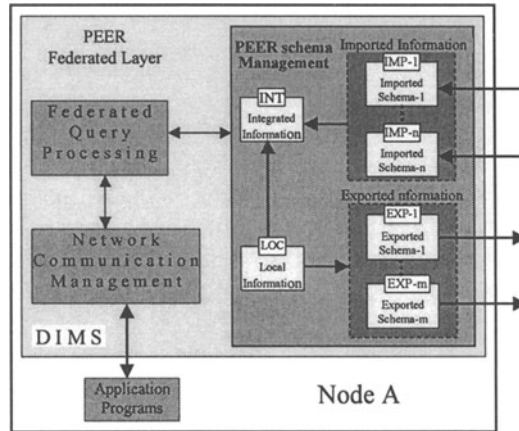 PEER
Federated Layer
PEER schema
Management
Imported Information
IMP-1
Imported
Schema-1
IMP-n
Imported
Schema-n
INT
Integrated
Information
Federated
Query
Processing
Exported nformation
EXP-1
Exported
Schema-1
EXP-m
Exported
Schema-m
LOC
Local
Information
Network
Communication
Management
DIMS
Application
Programs
Node A